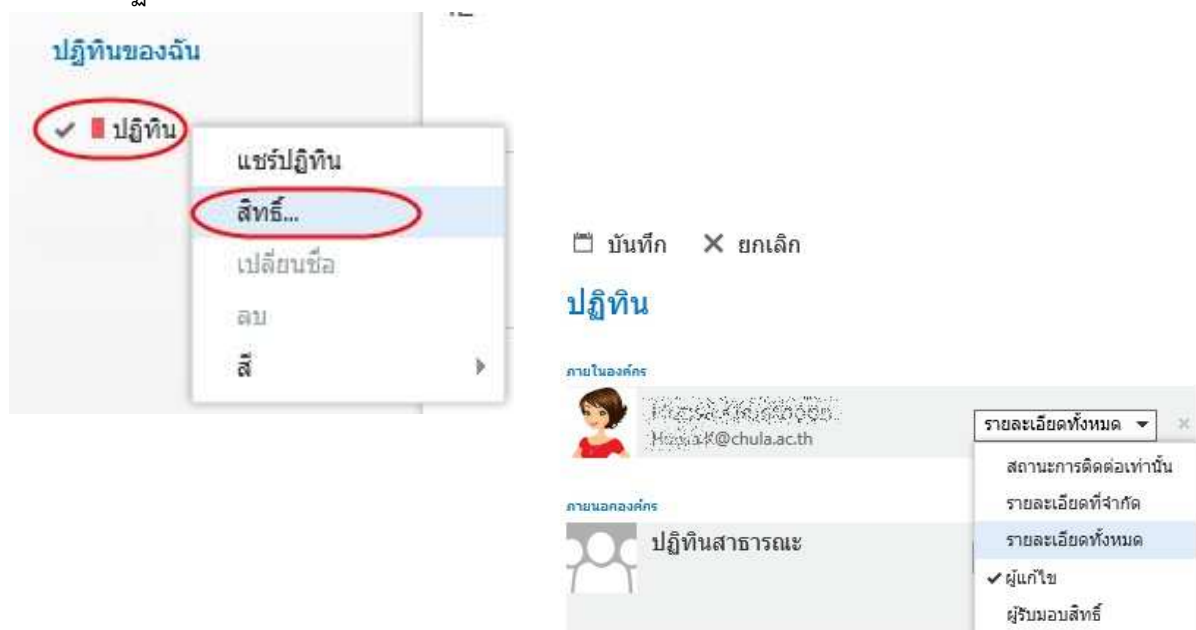 ปฏิทินของฉัน
ปฏิทิน
แชร์ปฏิทิน
สิทธิ์...
เปลี่ยนชื่อ
ลบ
สี
บันทึก ยกเลิก
ปฏิทิน
ภายในองค์กร
@chula.ac.th
รายละเอียดทั้งหมด
สถานะการติดต่อเท่านั้น
รายละเอียดที่จำกัด
รายละเอียดทั้งหมด
ผู้แก้ไข
ผู้รับมอบสิทธิ์
ภายนอกองค์กร
ปฏิทินสาธารณะ